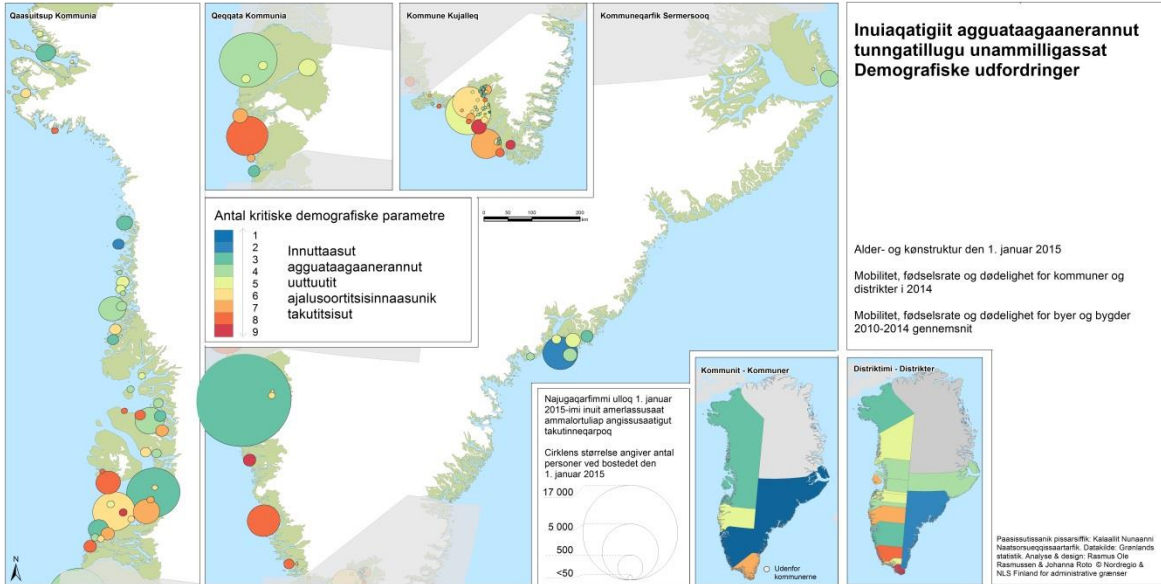 Qaasuitsup Kommunia
Qeqqata Kommunia
Kommune Kujalleq
Kommuneqarfik Sermersooq
Inuiaqatigiit agguataagaanerannut
tunngatillugu unammilligassat
Demografiske udfordringer
Antal kritiske demografiske parametre
1
2
3
4
5
6
7
8
9
Innuttaasut
agguataagaanerannut
uuttuutit
ajalusoortitsisinnaasunik
takutitsisut
0 50 100 200
km
Alder- og kønstruktur den 1. januar 2015
Mobilitet, fødselsrate og dødelighet for kommuner og
distrikter i 2014
Mobilitet, fødselsrate og dødelighet for byer og bygder
2010-2014 gennemsnit
Najugaqarfimmi ulloq 1. januar
2015-imi inuit amerlassusaat
ammalortuliap angissusaatigut
takutinneqarpoq
Cirklens størrelse angiver antal
personer ved bostedet den
1. januar 2015
17 000
5 000
500
<50
Kommunit - Kommuner
Udenfor
kommunerne
Distriktimi - Distrikter
Paasissutissanik pissarsiffik: Kalaallit Nunaanni
Naatsorsueqqissaartarfik. Datakilde: Grønlands
statistik. Analyse & design: Rasmus Ole
Rasmussen & Johanna Roto © Nordregio &
NLS Finland for administrative grænser
N